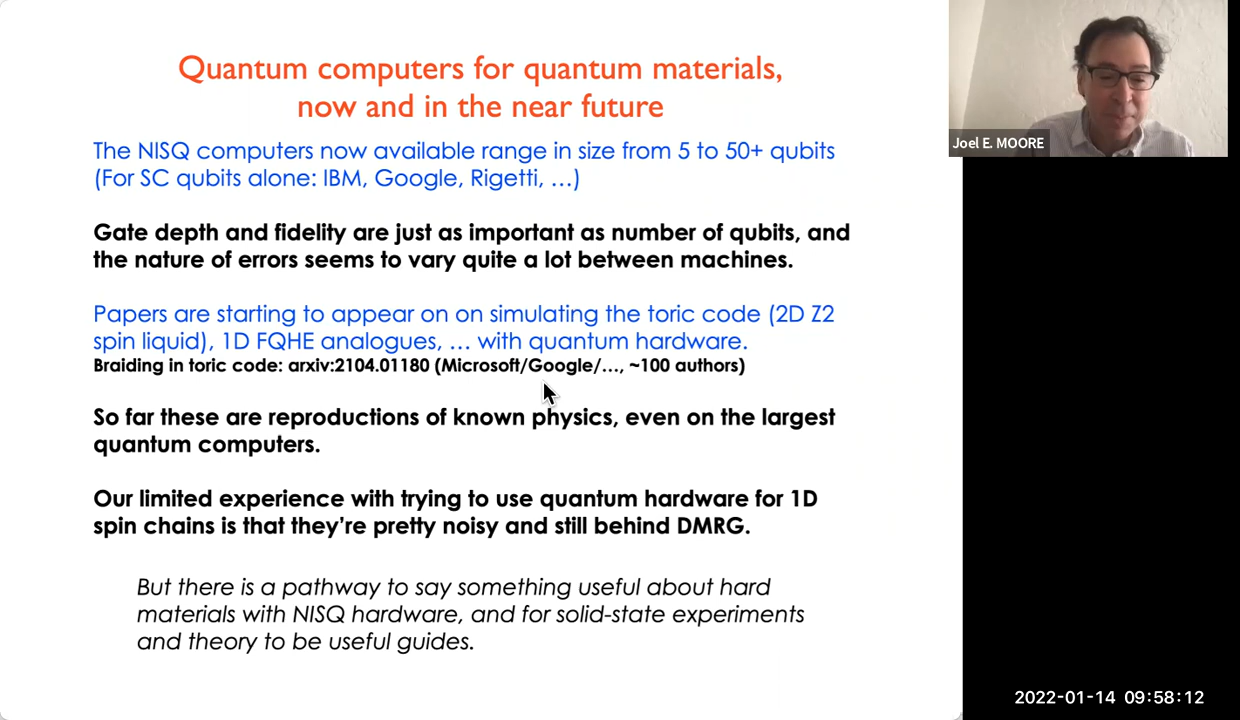 Quantum computers for quantum materials,
now and in the near future
The NISQ computers now available range in size from 5 to 50+ qubits
(For SC qubits alone: IBM, Google, Rigetti, …)
Gate depth and fidelity are just as important as number of qubits, and
the nature of errors seems to vary quite a lot between machines.
Papers are starting to appear on on simulating the toric code (2D Z2
spin liquid), 1D FQHE analogues, … with quantum hardware.
Braiding in toric code: arxiv:2104.01180 (Microsoft/Google/…, ~100 authors)
So far these are reproductions of known physics, even on the largest
quantum computers.
Our limited experience with trying to use quantum hardware for 1D
spin chains is that they're pretty noisy and still behind DMRG.
But there is a pathway to say something useful about hard
materials with NISQ hardware, and for solid-state experiments
and theory to be useful guides.
Joel E. MOORE
2022-01-14 09:58:12